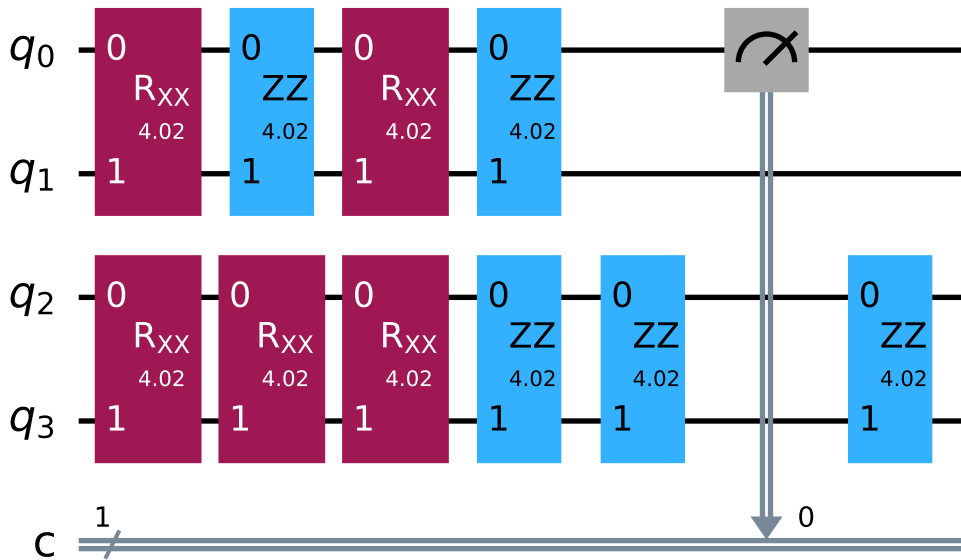 q0 0 0 0 0
RXX ZZ RXX ZZ
4.02 4.02 4.02 4.02
q1 1 1 1 1
q2 0 0 0 0 0 0
RXX RXX RXX ZZ ZZ ZZ
4.02 4.02 4.02 4.02 4.02 4.02
q3 1 1 1 1 1 1
1 0
c